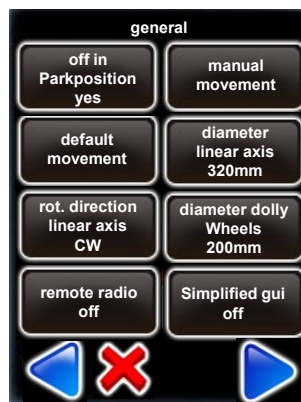 general
off in
Parkposition
yes
manual
movement
default
movement
diameter
linear axis
320mm
rot. direction
linear axis
CW
diameter dolly
Wheels
200mm
remote radio
off
Simplified gui
off